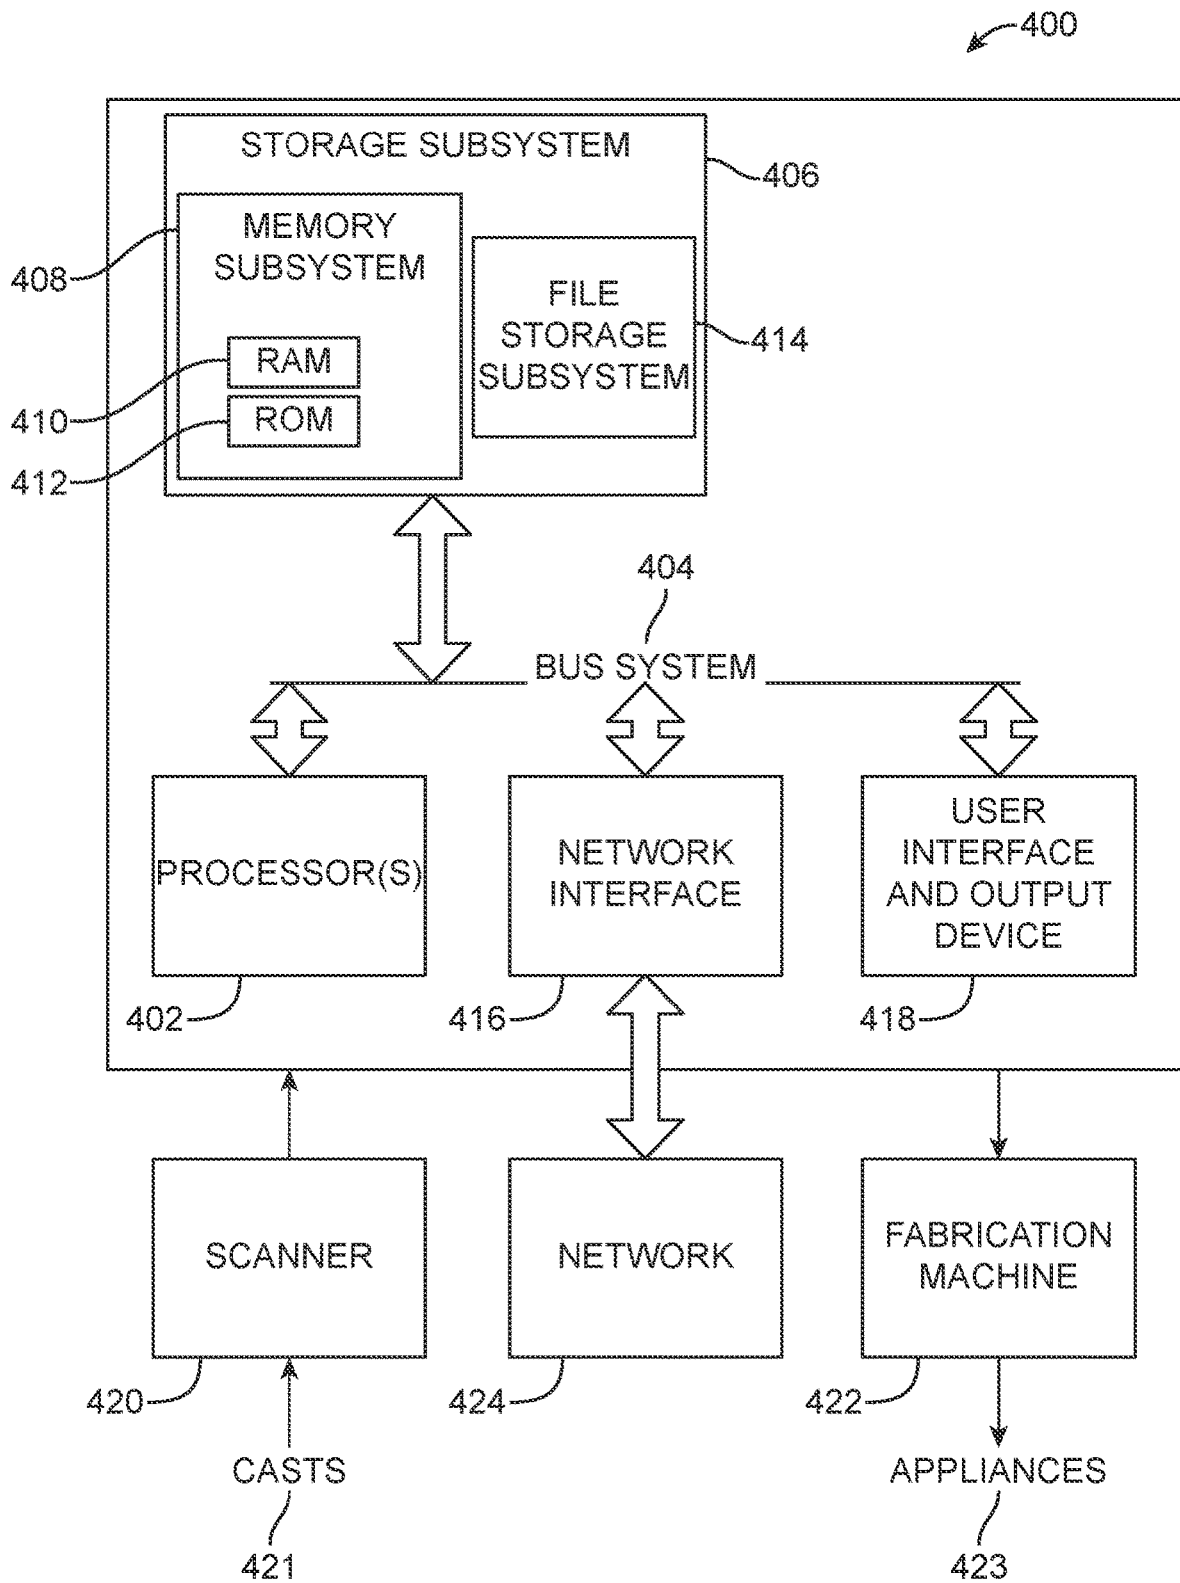 400
STORAGE SUBSYSTEM
406
MEMORY
SUBSYSTEM
408
FILE
STORAGE
SUBSYSTEM
414
RAM
410
ROM
412
404
BUS SYSTEM
PROCESSOR(S)
NETWORK
INTERFACE
USER
INTERFACE
AND OUTPUT
DEVICE
402
416
418
SCANNER
NETWORK
FABRICATION
MACHINE
420
424
422
CASTS
APPLIANCES
421
423